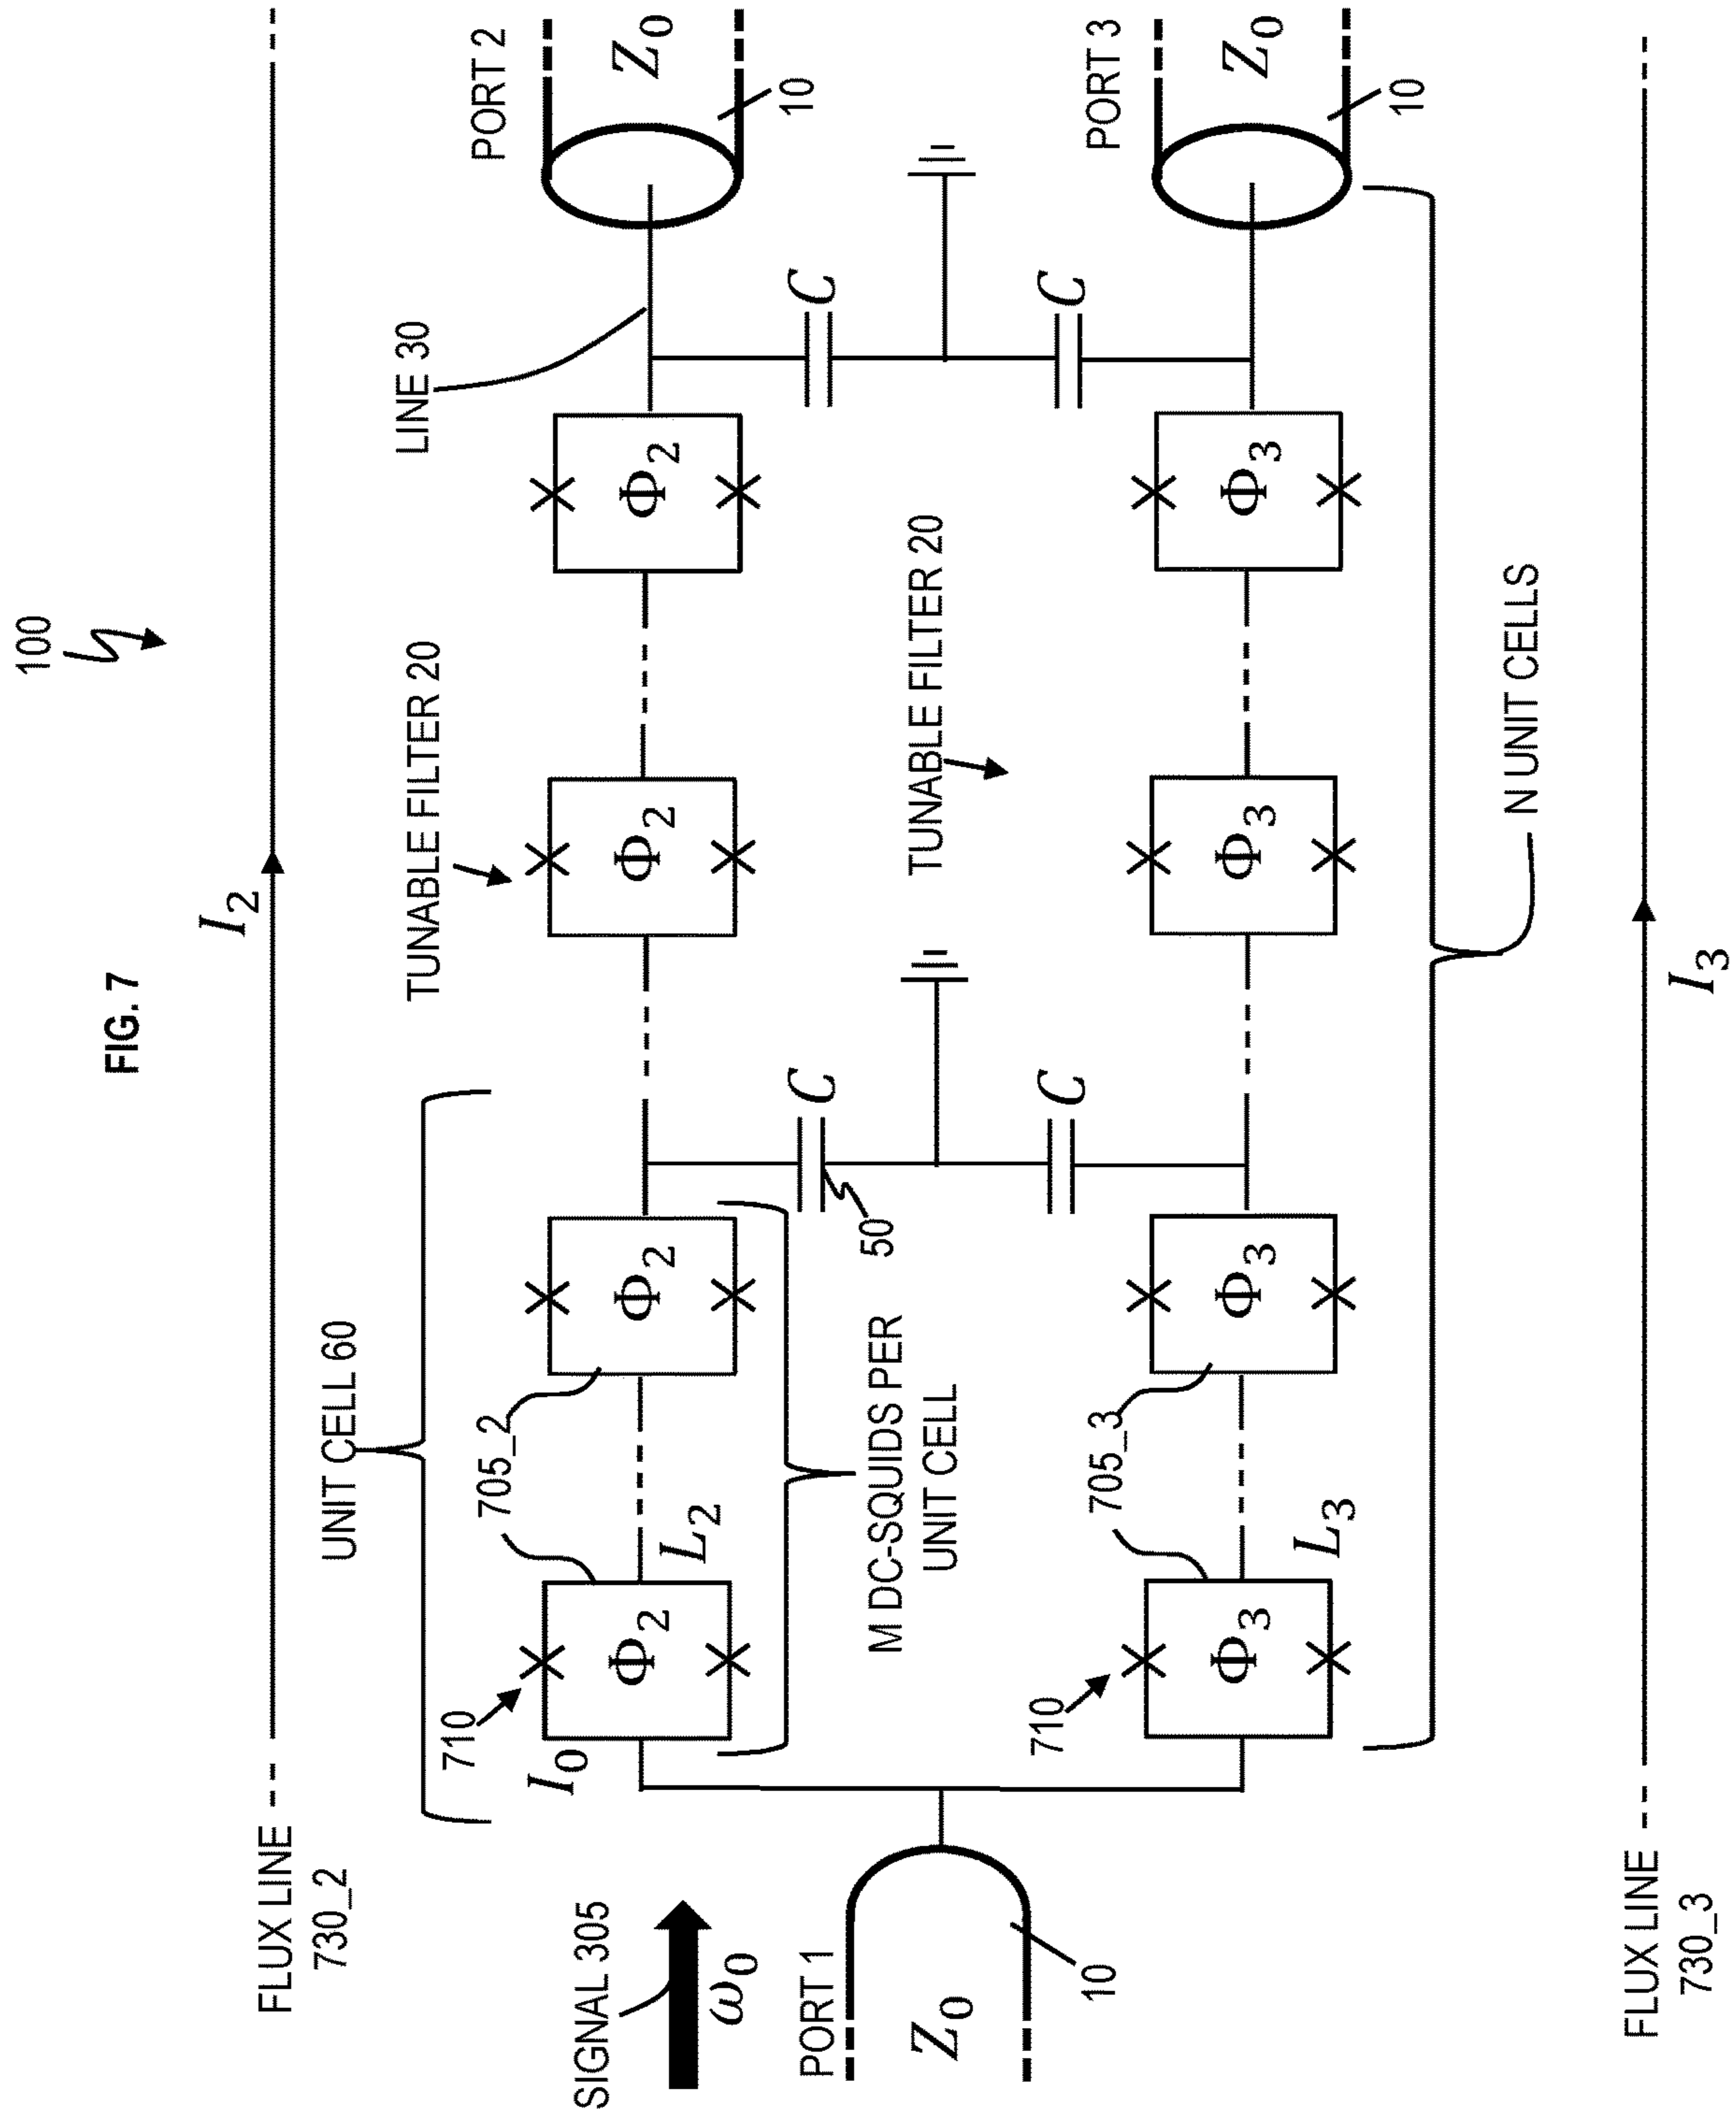 FIG. 7
100
FLUX LINE
730_2
I2
UNIT CELL 60
TUNABLE FILTER 20
LINE 30
PORT 2
Z0
10
SIGNAL 305
ω0
710
I0
705_2
Φ2
L2
Φ2
Φ2
Φ2
M DC-SQUIDS PER
UNIT CELL
50
C
C
PORT 1
Z0
10
C
C
TUNABLE FILTER 20
PORT 3
Z0
10
710
705_3
Φ3
L3
Φ3
Φ3
Φ3
N UNIT CELLS
FLUX LINE
730_3
I3